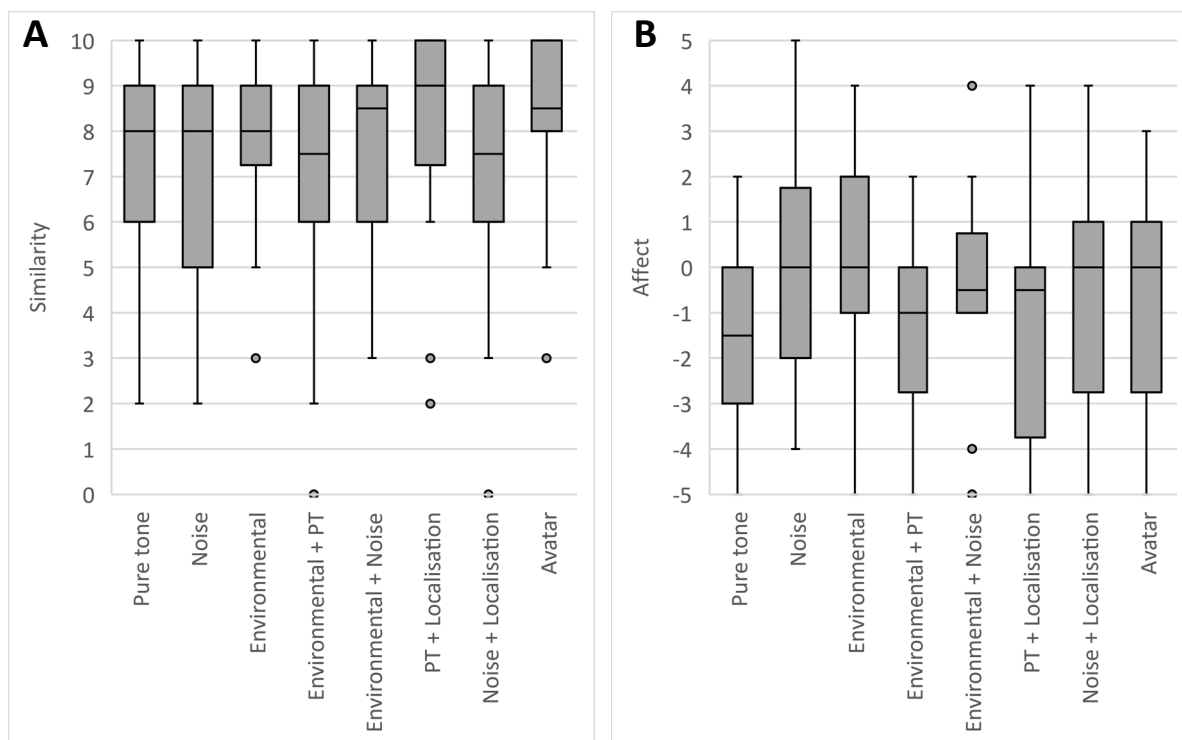 A
10
9
8
7
6
5
4
3
2
1
0
Similarity
Pure tone
Noise
Environmental
Environmental + PT
Environmental + Noise
PT + Localisation
Noise + Localisation
Avatar
B
5
4
3
2
1
0
-1
-2
-3
-4
-5
Affect
Pure tone
Noise
Environmental
Environmental + PT
Environmental + Noise
PT + Localisation
Noise + Localisation
Avatar